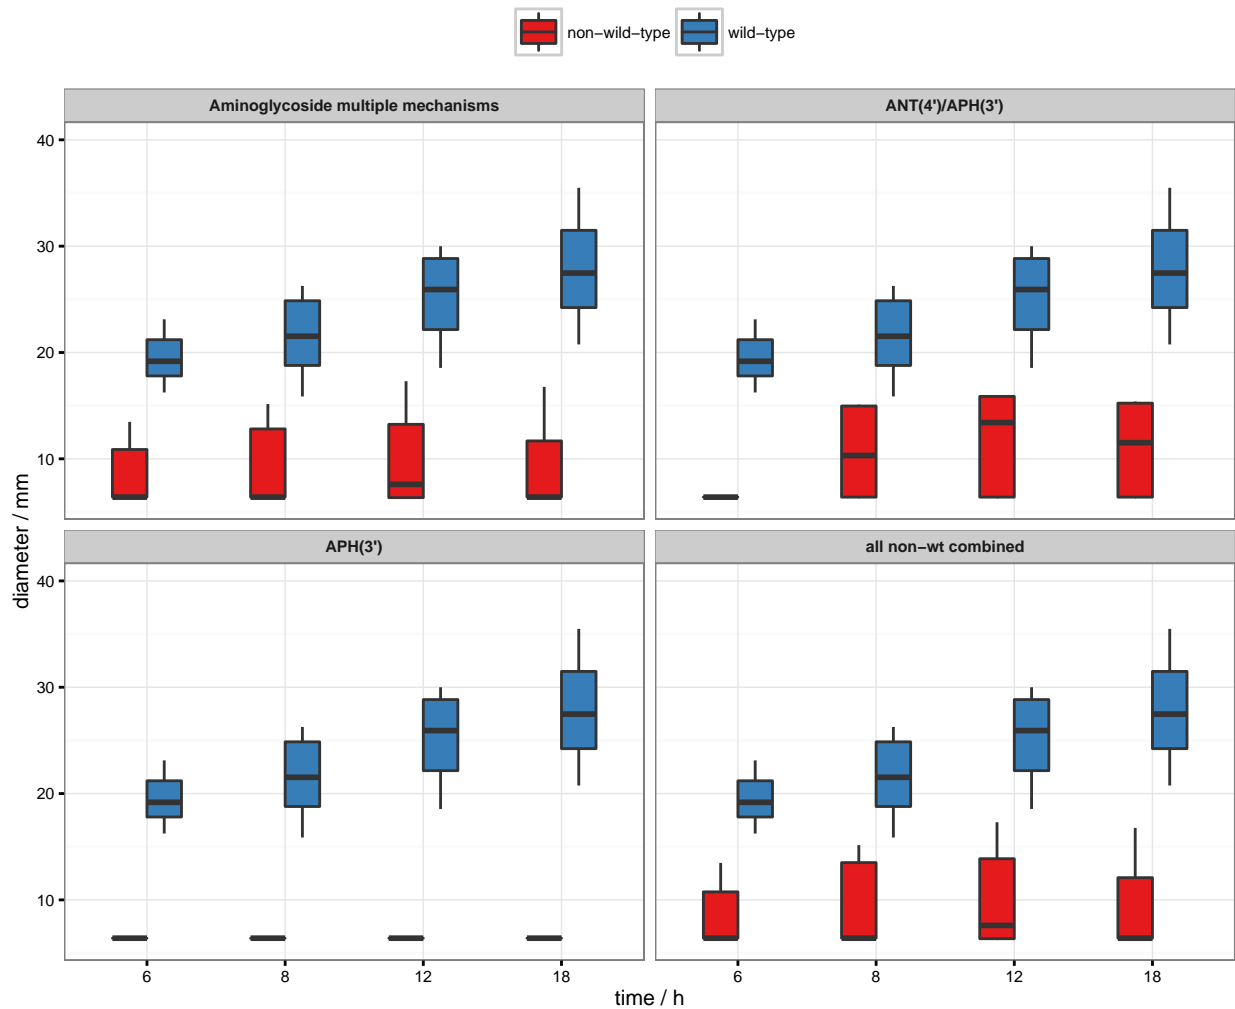 non−wild−type wild−type
Aminoglycoside multiple mechanisms
ANT(4')/APH(3')
40
30
20
10
APH(3')
all non−wt combined
40
30
20
10
diameter / mm
6 8 12 18
6 8 12 18
time / h